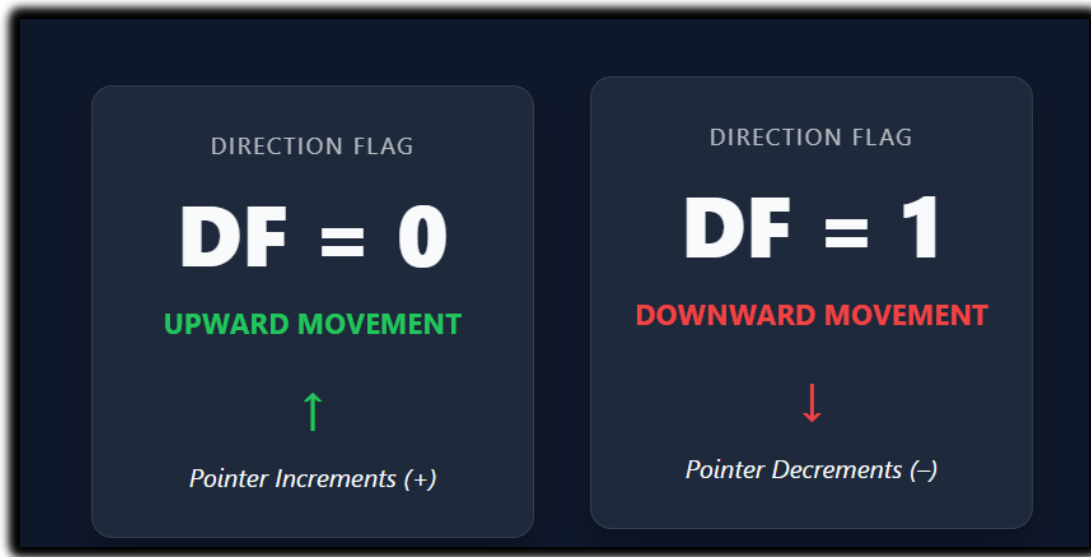 DIRECTION FLAG
DF = 0
UPWARD MOVEMENT
↑
Pointer Increments (+)
DIRECTION FLAG
DF = 1
DOWNWARD MOVEMENT
↓
Pointer Decrements (–)